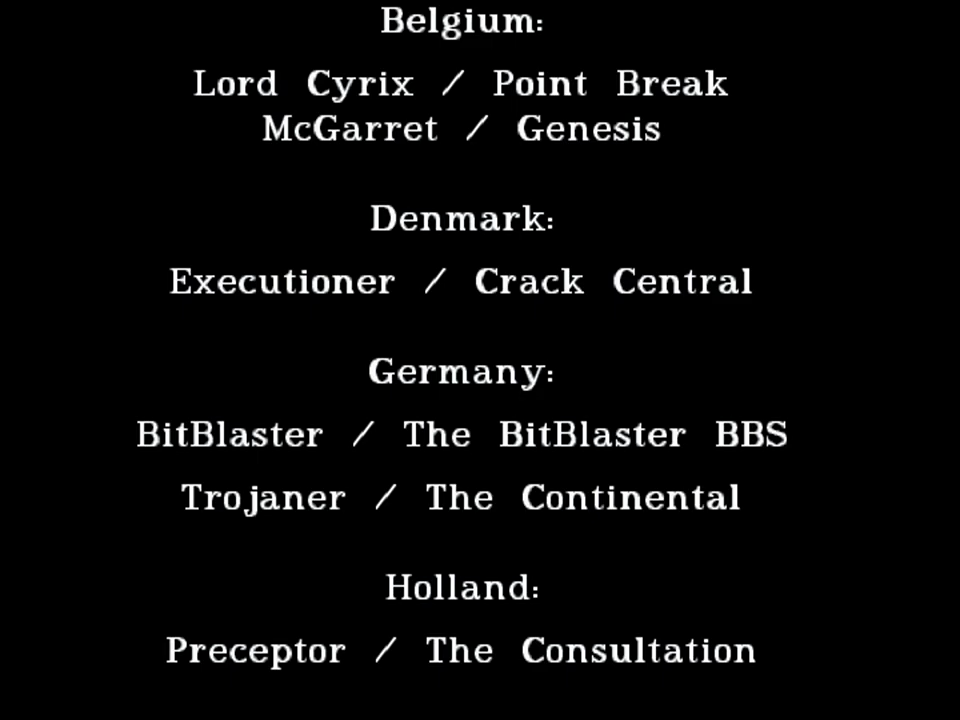 Belgium:
Lord Cyrix / Point Break
McGarret / Genesis
Denmark:
Executioner / Crack Central
Germany:
BitBlaster / The BitBlaster BBS
Trojaner / The Continental
Holland:
Preceptor / The Consultation